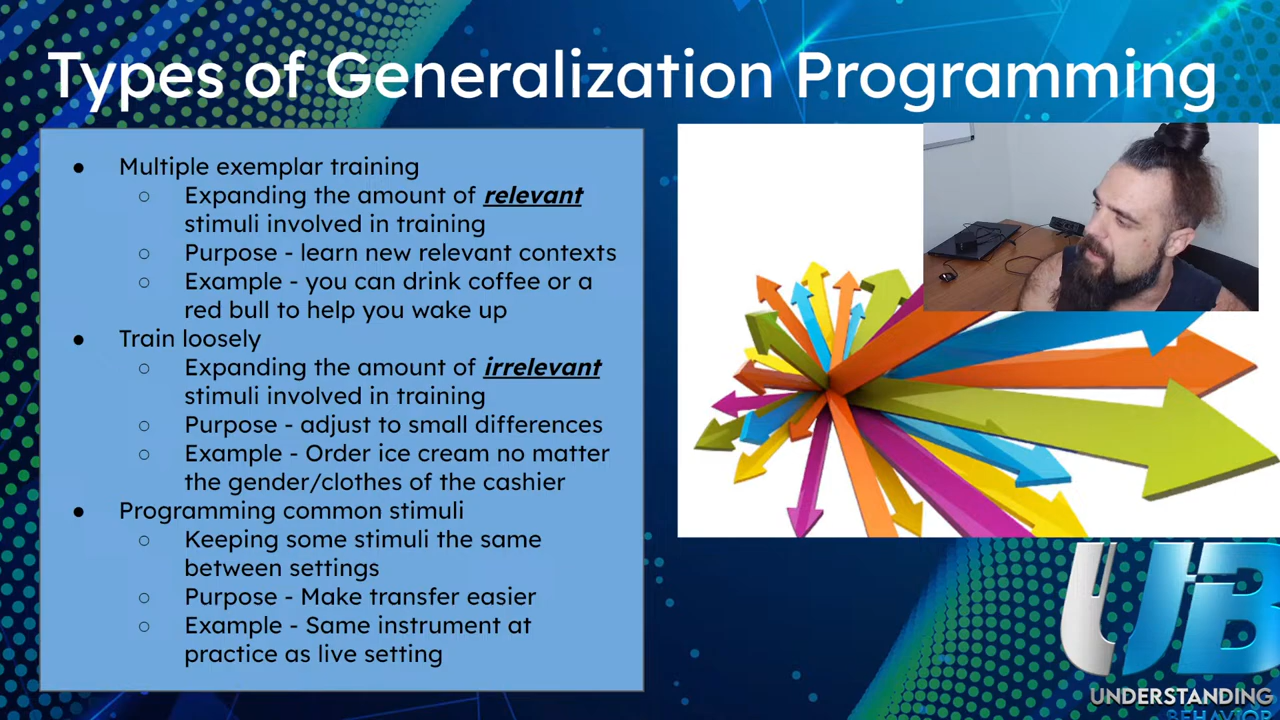 Types of Generalization Programming
● Multiple exemplar training
○ Expanding the amount of relevant
stimuli involved in training
○ Purpose - learn new relevant contexts
○ Example - you can drink coffee or a
red bull to help you wake up
● Train loosely
○ Expanding the amount of irrelevant
stimuli involved in training
○ Purpose - adjust to small differences
○ Example - Order ice cream no matter
the gender/clothes of the cashier
● Programming common stimuli
○ Keeping some stimuli the same
between settings
○ Purpose - Make transfer easier
○ Example - Same instrument at
practice as live setting
UB
UNDERSTANDING
BEHAVIOR